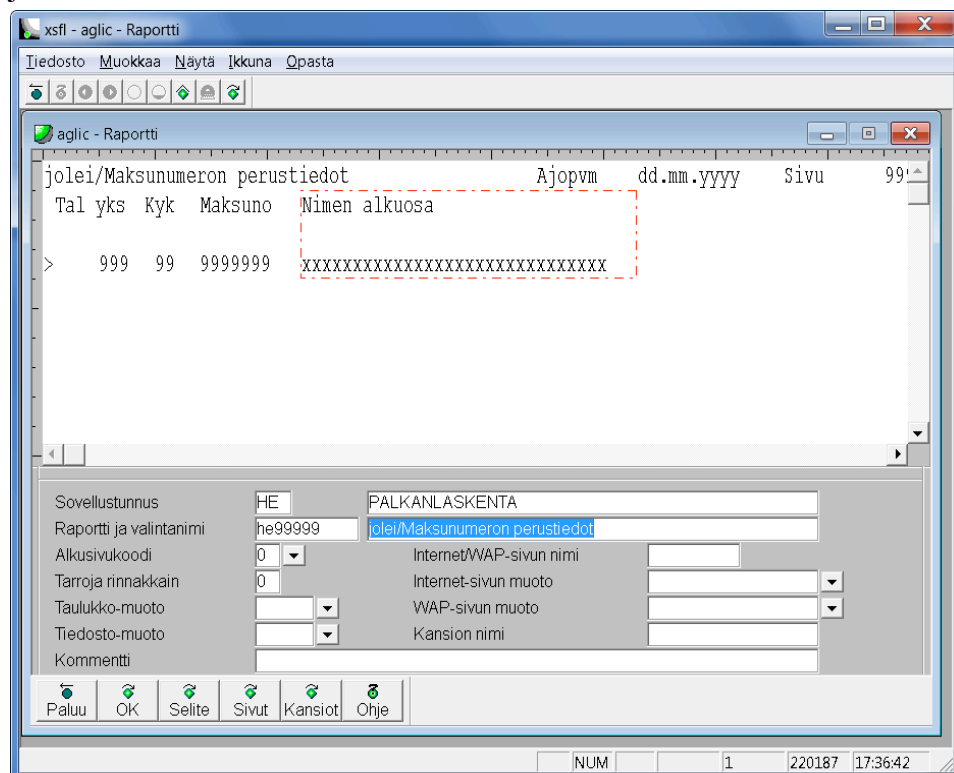 xsfl - aglic - Raportti
Tiedosto Muokkaa Näytä Ikkuna Opasta
aglic - Raportti
jolei/Maksunumeron perustiedot Ajopvm dd.mm.yyyy Sivu 99
Tal yks Kyk Maksuno Nimen alkuosa
> 999 99 9999999 xxxxxxxxxxxxxxxxxxxxxxxxxxxxxx
Sovellustunnus HE PALKANLASKENTA
Raportti ja valintanimi he99999 jolei/Maksunumeron perustiedot
Alkusivukoodi 0 Internet/WAP-sivun nimi
Tarroja rinnakkain 0 Internet-sivun muoto
Taulukko-muoto WAP-sivun muoto
Tiedosto-muoto Kansion nimi
Kommentti
Paluu OK Selite Sivut Kansiot Ohje
NUM 1 220187 17:36:42